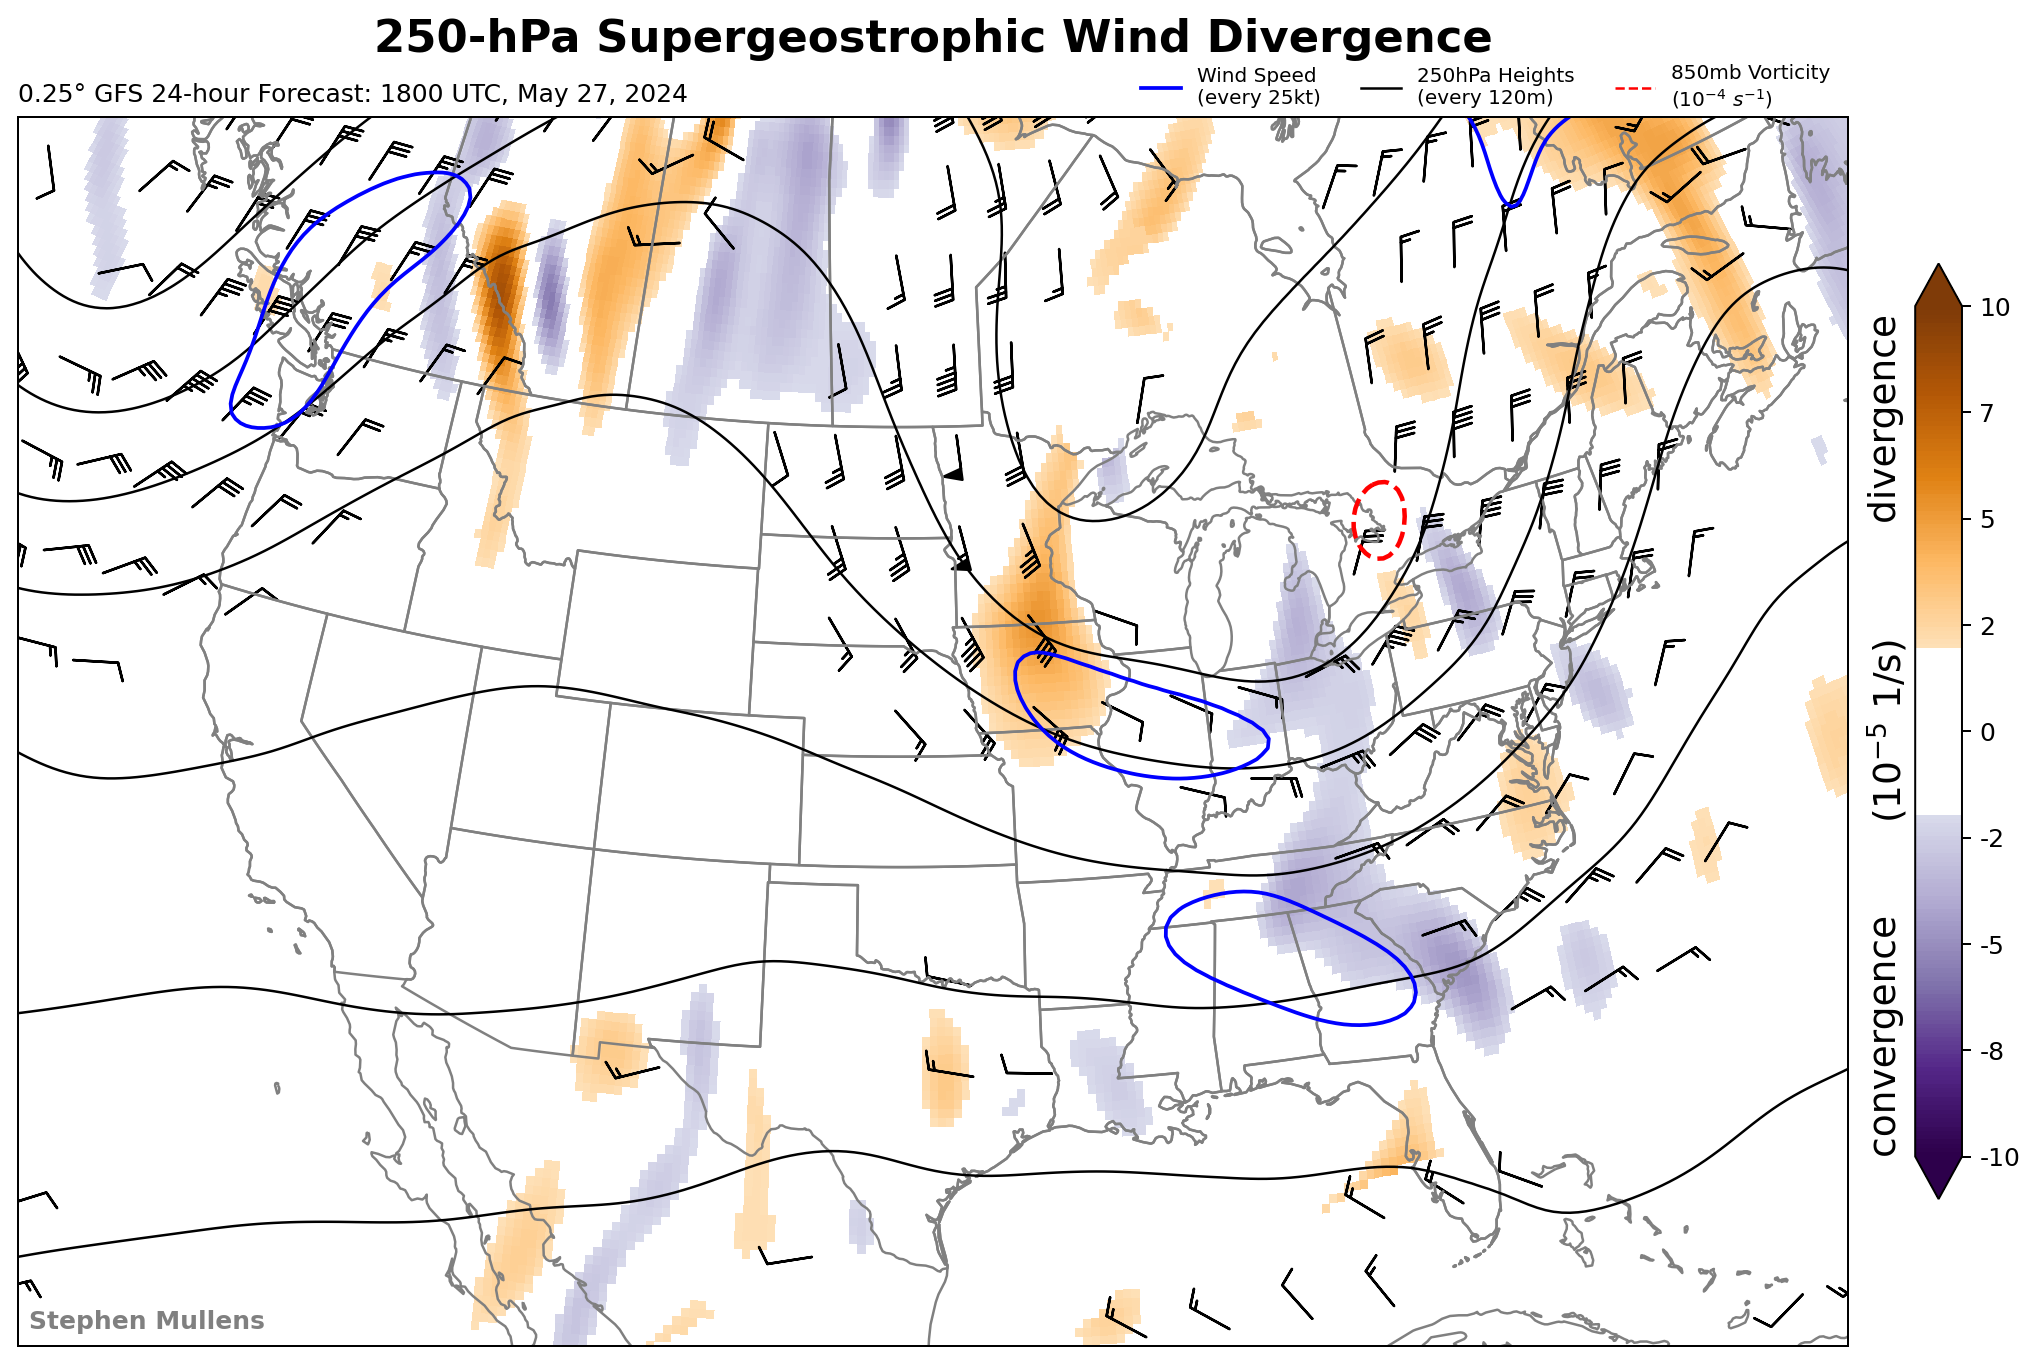 250-hPa Supergeostrophic Wind Divergence
0.25° GFS 24-hour Forecast: 1800 UTC, May 27, 2024
Wind Speed
(every 25kt)
250hPa Heights
(every 120m)
850mb Vorticity
(10⁻⁴ s⁻¹)
10
7
5
2
0
-2
-5
-8
-10
convergence (10⁻⁵ 1/s) divergence
Stephen Mullens